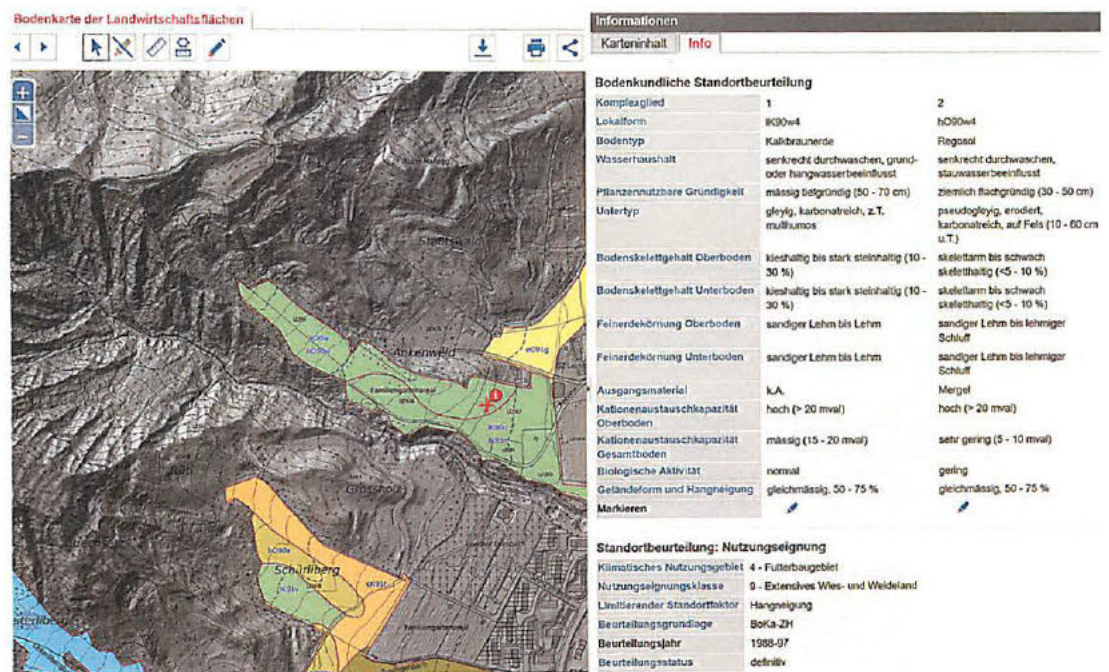 Bodenkarte der Landwirtschaftsflächen
Informationen
Karteninhalt Info
Bodenkundliche Standortbeurteilung
Komplexglied 1 2
Lokalform lK90w4 hO90w4
Bodentyp Kalkbraunerde Regosol
Wasserhaushalt senkrecht durchwaschen, grund- senkrecht durchwaschen,
oder hangwasserbeeinflusst stauwasserbeeinflusst
Pflanzennutzbare Gründigkeit mässig tiefgründig (50 - 70 cm) ziemlich flachgründig (30 - 50 cm)
Untertyp gleyig, karbonatreich, z.T. pseudogleyig, erodiert,
mullhumos karbonatreich, auf Fels (10 - 60 cm
u.T.)
Bodenskelettgehalt Oberboden kieshaltig bis stark steinhaltig (10 - skelettarm bis schwach
30 %) skeletthaltig (<5 - 10 %)
Bodenskelettgehalt Unterboden kieshaltig bis stark steinhaltig (10 - skelettarm bis schwach
30 %) skeletthaltig (<5 - 10 %)
Feinerdekörnung Oberboden sandiger Lehm bis Lehm sandiger Lehm bis lehmiger
Schluff
Feinerdekörnung Unterboden sandiger Lehm bis Lehm sandiger Lehm bis lehmiger
Schluff
Ausgangsmaterial k.A. Mergel
Kationenaustauschkapazität hoch (> 20 mval) hoch (> 20 mval)
Oberboden
Kationenaustauschkapazität mässig (15 - 20 mval) sehr gering (5 - 10 mval)
Gesamtboden
Biologische Aktivität normal gering
Geländeform und Hangneigung gleichmässig, 50 - 75 % gleichmässig, 50 - 75 %
Markieren
Standortbeurteilung: Nutzungseignung
Klimatisches Nutzungsgebiet 4 - Futterbaugebiet
Nutzungseignungsklasse 9 - Extensives Wies- und Weideland
Limitierender Standortfaktor Hangneigung
Beurteilungsgrundlage BoKa-ZH
Beurteilungsjahr 1988-97
Beurteilungsstatus definitiv
Ankenweid
Familiengartenareal
Grossholz
Schürliberg
Familiengartenareal